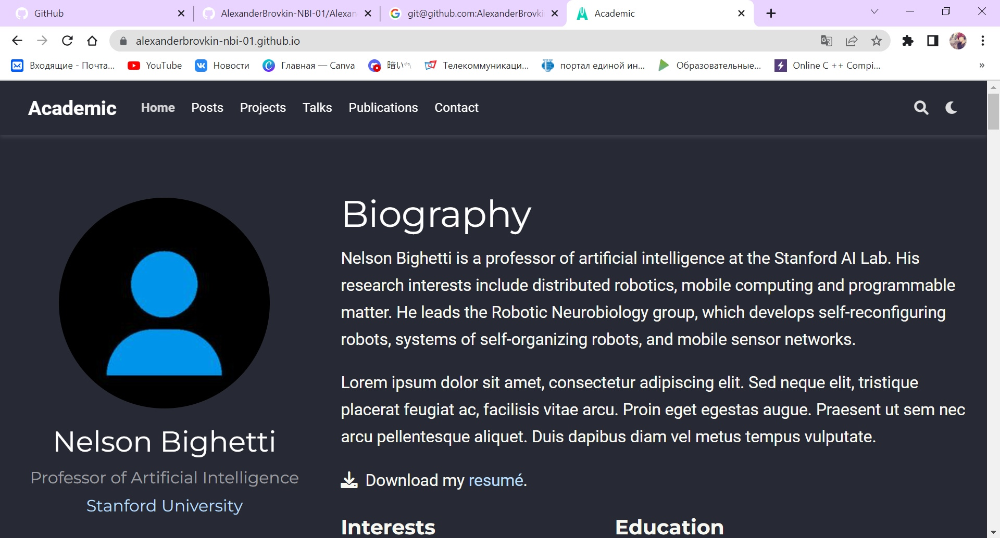 GitHub
AlexanderBrovkin-NBI-01/Alexan
git@github.com:AlexanderBrovki
Academic
alexanderbrovkin-nbi-01.github.io
Входящие - Почта...
YouTube
Новости
Главная — Canva
Телекоммуникаци...
портал единой ин...
Образовательные...
Online C ++ Compi...
»
Academic
Home
Posts
Projects
Talks
Publications
Contact
Nelson Bighetti
Professor of Artificial Intelligence
Stanford University
Biography
Nelson Bighetti is a professor of artificial intelligence at the Stanford AI Lab. His
research interests include distributed robotics, mobile computing and programmable
matter. He leads the Robotic Neurobiology group, which develops self-reconfiguring
robots, systems of self-organizing robots, and mobile sensor networks.
Lorem ipsum dolor sit amet, consectetur adipiscing elit. Sed neque elit, tristique
placerat feugiat ac, facilisis vitae arcu. Proin eget egestas augue. Praesent ut sem nec
arcu pellentesque aliquet. Duis dapibus diam vel metus tempus vulputate.
Download my resumé.
Interests
Education